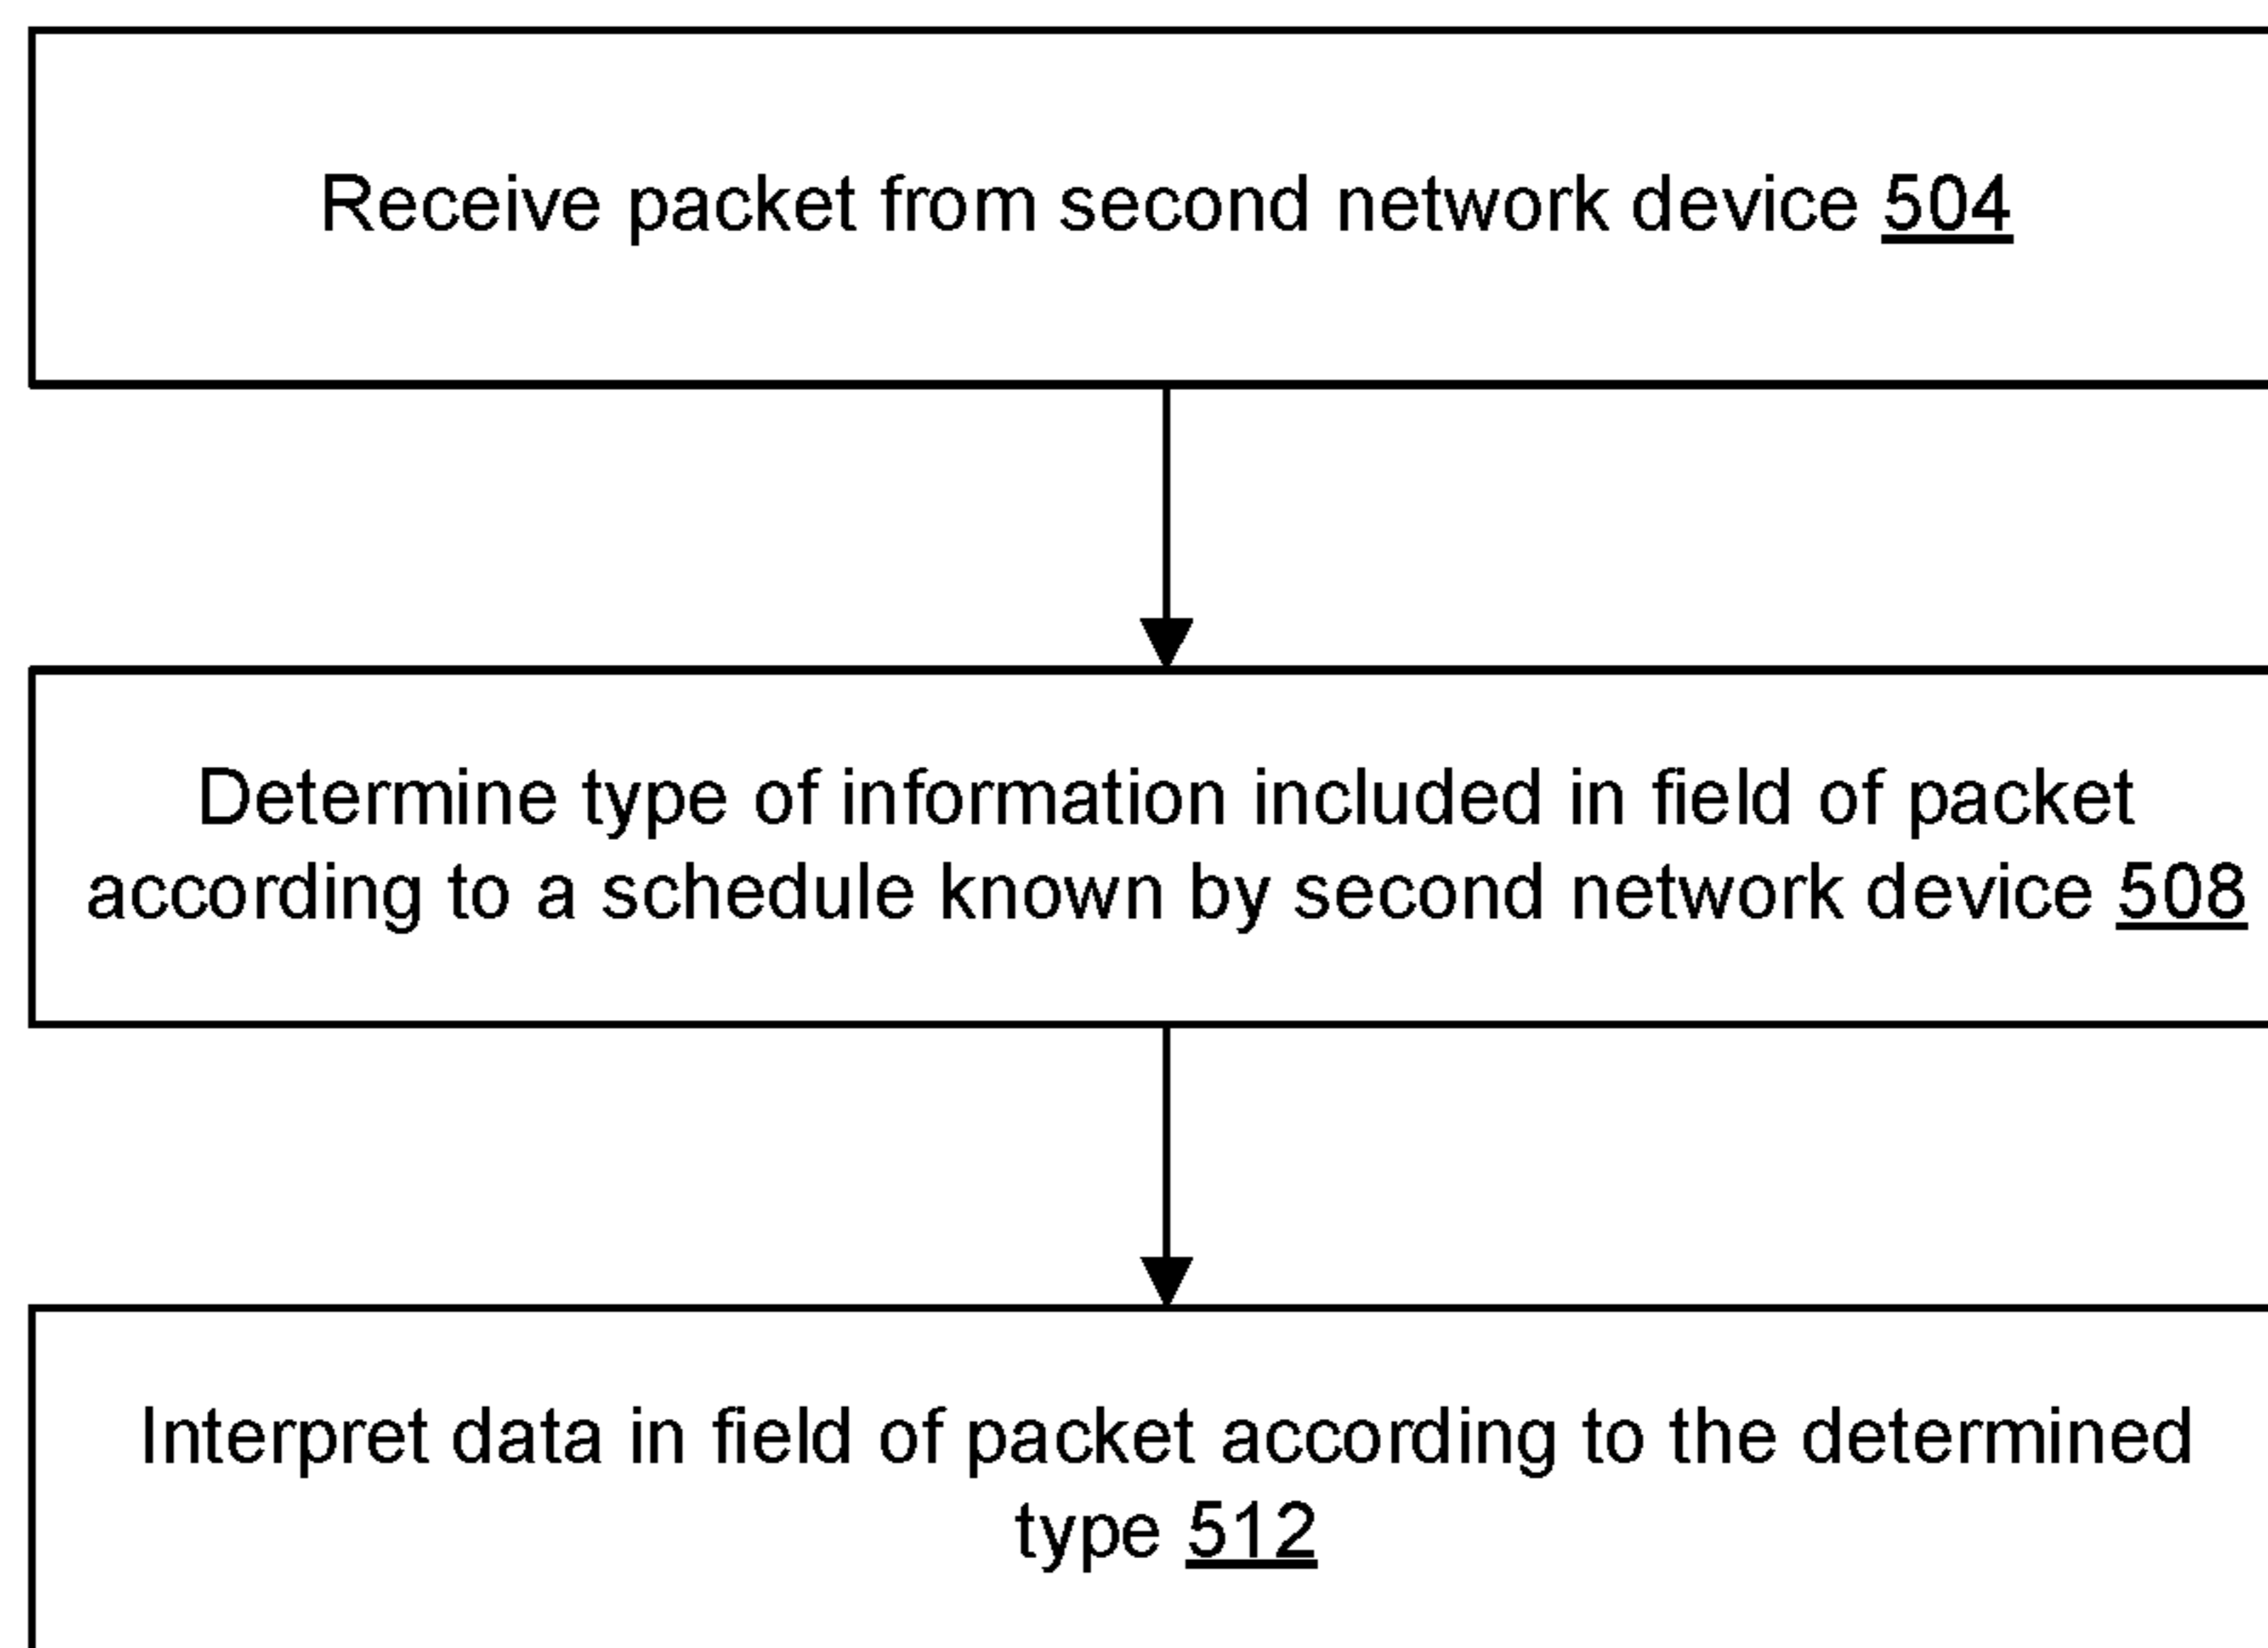 Receive packet from second network device 504
Determine type of information included in field of packet
according to a schedule known by second network device 508
Interpret data in field of packet according to the determined
type 512